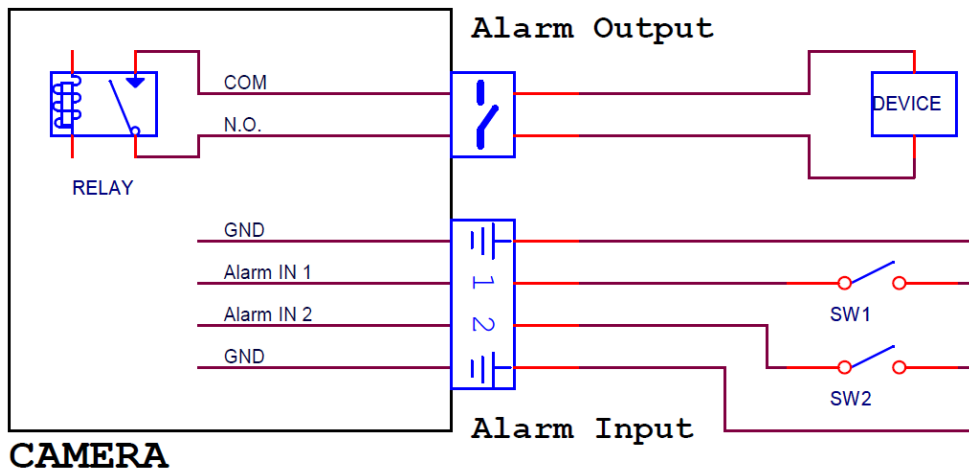 Alarm Output
COM
N.O.
DEVICE
RELAY
GND
Alarm IN 1
1
SW1
Alarm IN 2
2
GND
SW2
Alarm Input
CAMERA